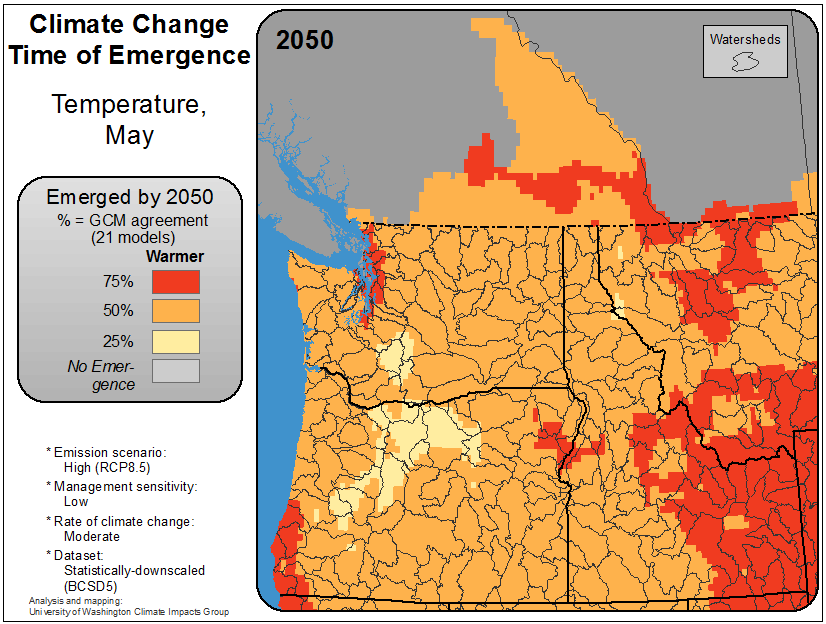 Climate Change
Time of Emergence
Temperature,
May
Emerged by 2050
% = GCM agreement
(21 models)
Warmer
75%
50%
25%
No Emer-
gence
* Emission scenario:
High (RCP8.5)
* Management sensitivity:
Low
* Rate of climate change:
Moderate
* Dataset:
Statistically-downscaled
(BCSD5)
Analysis and mapping:
University of Washington Climate Impacts Group
2050
Watersheds